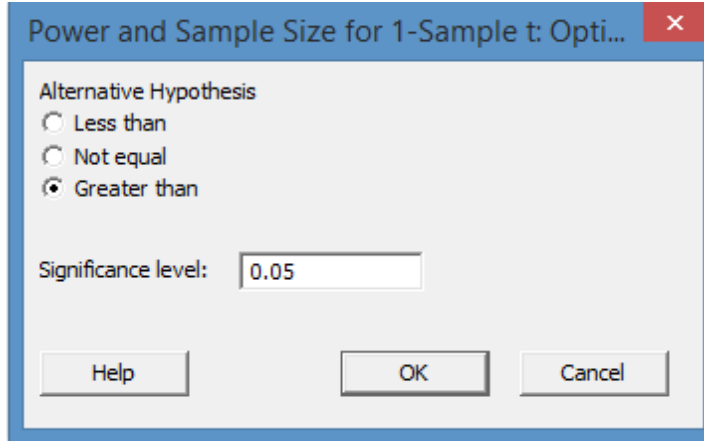 Power and Sample Size for 1-Sample t: Opti...
Alternative Hypothesis
Less than
Not equal
Greater than
Significance level: 0.05
Help OK Cancel